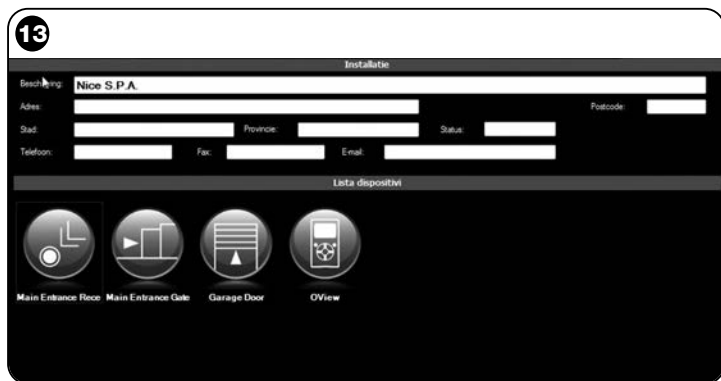 13
Installatie
Beschrijving: Nice S.P.A.
Adres: Postcode:
Stad: Provincie: Status:
Telefoon: Fax: E-mail:
Lista dispositivi
Main Entrance Rece Main Entrance Gate Garage Door OView